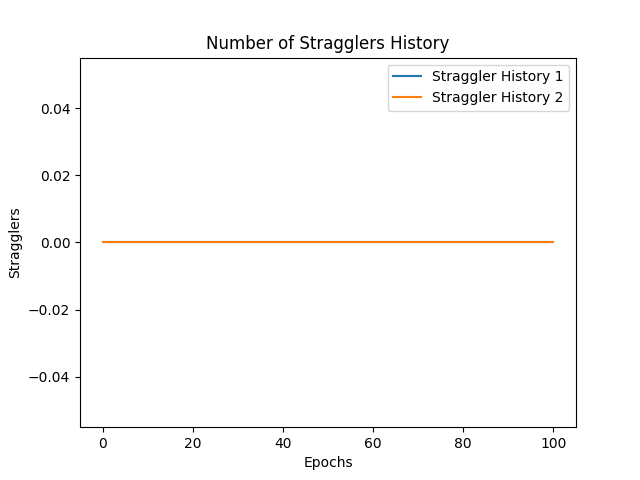 Number of Stragglers History
Straggler History 1
Straggler History 2
0.04
0.02
0.00
−0.02
−0.04
Stragglers
0 20 40 60 80 100
Epochs